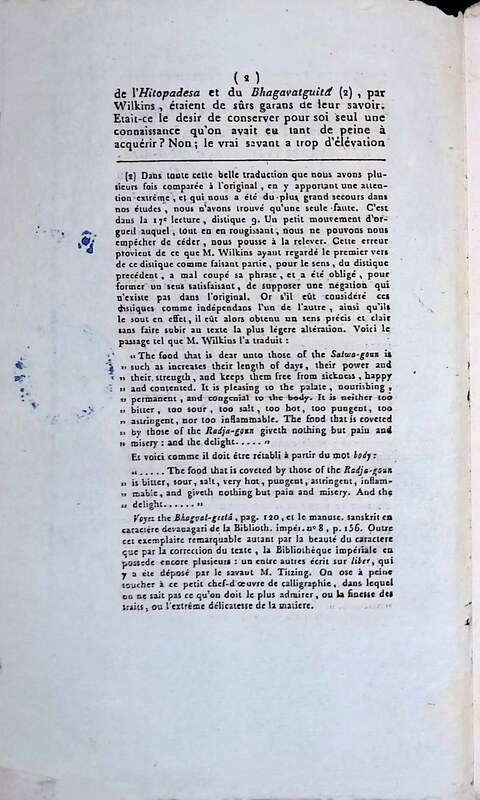 ( 2 )
de l'Hitopadesa et du Bhagavatguitâ (2) , par
Wilkins , étaient de sûrs garans de leur savoir.
Etait-ce le desir de conserver pour soi seul une
connaissance qu'on avait eu tant de peine à
acquérir ? Non ; le vrai savant a trop d'élévation
(2) Dans toute cette belle traduction que nous avons plu-
sieurs fois comparée à l'original , en y apportant une atten-
tion extrême , et qui nous a été du plus grand secours dans
nos études , nous n'avons trouvé qu'une seule faute. C'est
dans la 17e lecture , distique 9. Un petit mouvement d'or-
gueil auquel , tout en en rougissant , nous ne pouvons nous
empêcher de céder , nous pousse à la relever. Cette erreur
provient de ce que M. Wilkins ayant regardé le premier vers
de ce distique comme faisant partie , pour le sens , du distique
precédent , a mal coupé sa phrase , et a été obligé , pour
former un sens satisfaisant , de supposer une négation qui
n'existe pas dans l'original. Or s'il eût considéré ces
distiques comme indépendans l'un de l'autre , ainsi qu'ils
le sont en effet , il eût alors obtenu un sens précis et clair
sans faire subir au texte la plus légere altération. Voici le
passage tel que M. Wilkins l'a traduit :
« The food that is dear unto those of the Satwa-goun is
» such as increases their length of days , their power and
» their strength , and keeps them free from sickness , happy
» and contented. It is pleasing to the palate , nourishing ,
» permanent , and congenial to the body. It is neither too
» bitter , too sour , too salt , too hot , too pungent , too
» astringent , nor too inflammable. The food that is coveted
» by those of the Radja-goun giveth nothing but pain and
» misery : and the delight..... »
Et voici comme il doit être rétabli à partir du mot body :
« ..... The food that is coveted by those of the Radja-goun
» is bitter, sour , salt , very hot , pungent , astringent , inflam-
» mable , and giveth nothing but pain and misery. And the
» delight...... »
Voyez the Bhagvat-geetâ , pag. 120 , et le manusc. sanskrit en
caractère devanagari de la Biblioth. impér. n° 8 , p. 156. Outre
cet exemplaire remarquable autant par la beauté du caractere
que par la correction du texte , la Bibliothèque impériale en
possede encore plusieurs : un entre autres écrit sur liber, qui
y a été déposé par le savant M. Titzing. On ose à peine
toucher à ce petit chef-d'œuvre de calligraphie , dans lequel
on ne sait pas ce qu'on doit le plus admirer , ou la finesse des
traits , ou l'extrême délicatesse de la matiere.